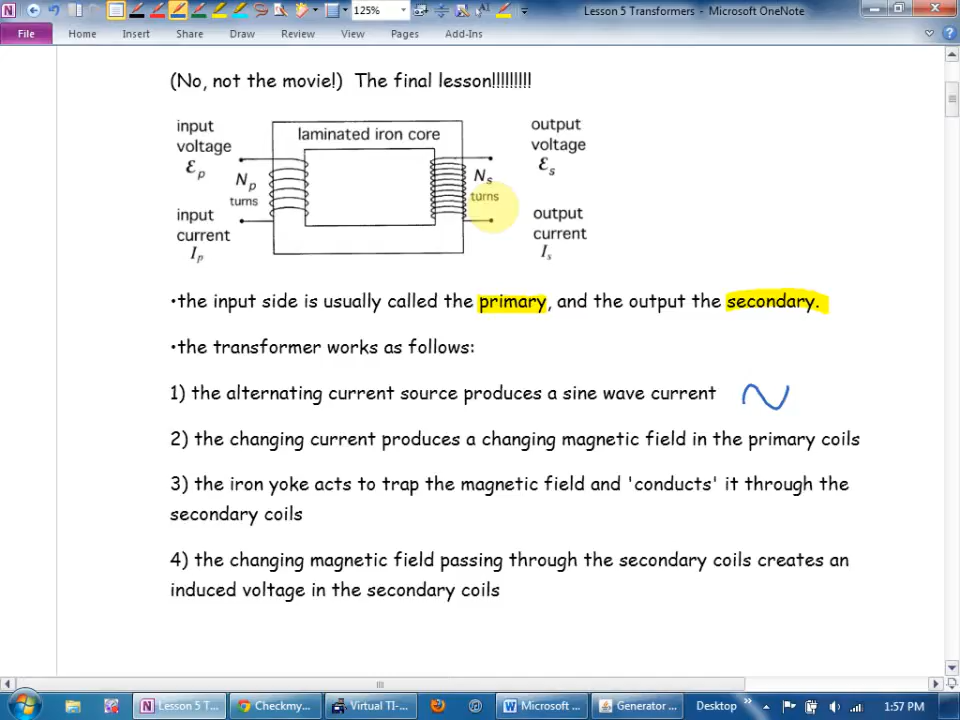 125%
Lesson 5 Transformers - Microsoft OneNote
File Home Insert Share Draw Review View Pages Add-Ins
(No, not the movie!) The final lesson!!!!!!!!!
input
voltage
Ɛp
Np
turns
input
current
Ip
laminated iron core
Ns
turns
output
voltage
Ɛs
output
current
Is
•the input side is usually called the primary, and the output the secondary.
•the transformer works as follows:
1) the alternating current source produces a sine wave current
2) the changing current produces a changing magnetic field in the primary coils
3) the iron yoke acts to trap the magnetic field and 'conducts' it through the
secondary coils
4) the changing magnetic field passing through the secondary coils creates an
induced voltage in the secondary coils
Lesson 5 T... Checkmy... Virtual TI-... Microsoft ... Generator ... Desktop 1:57 PM